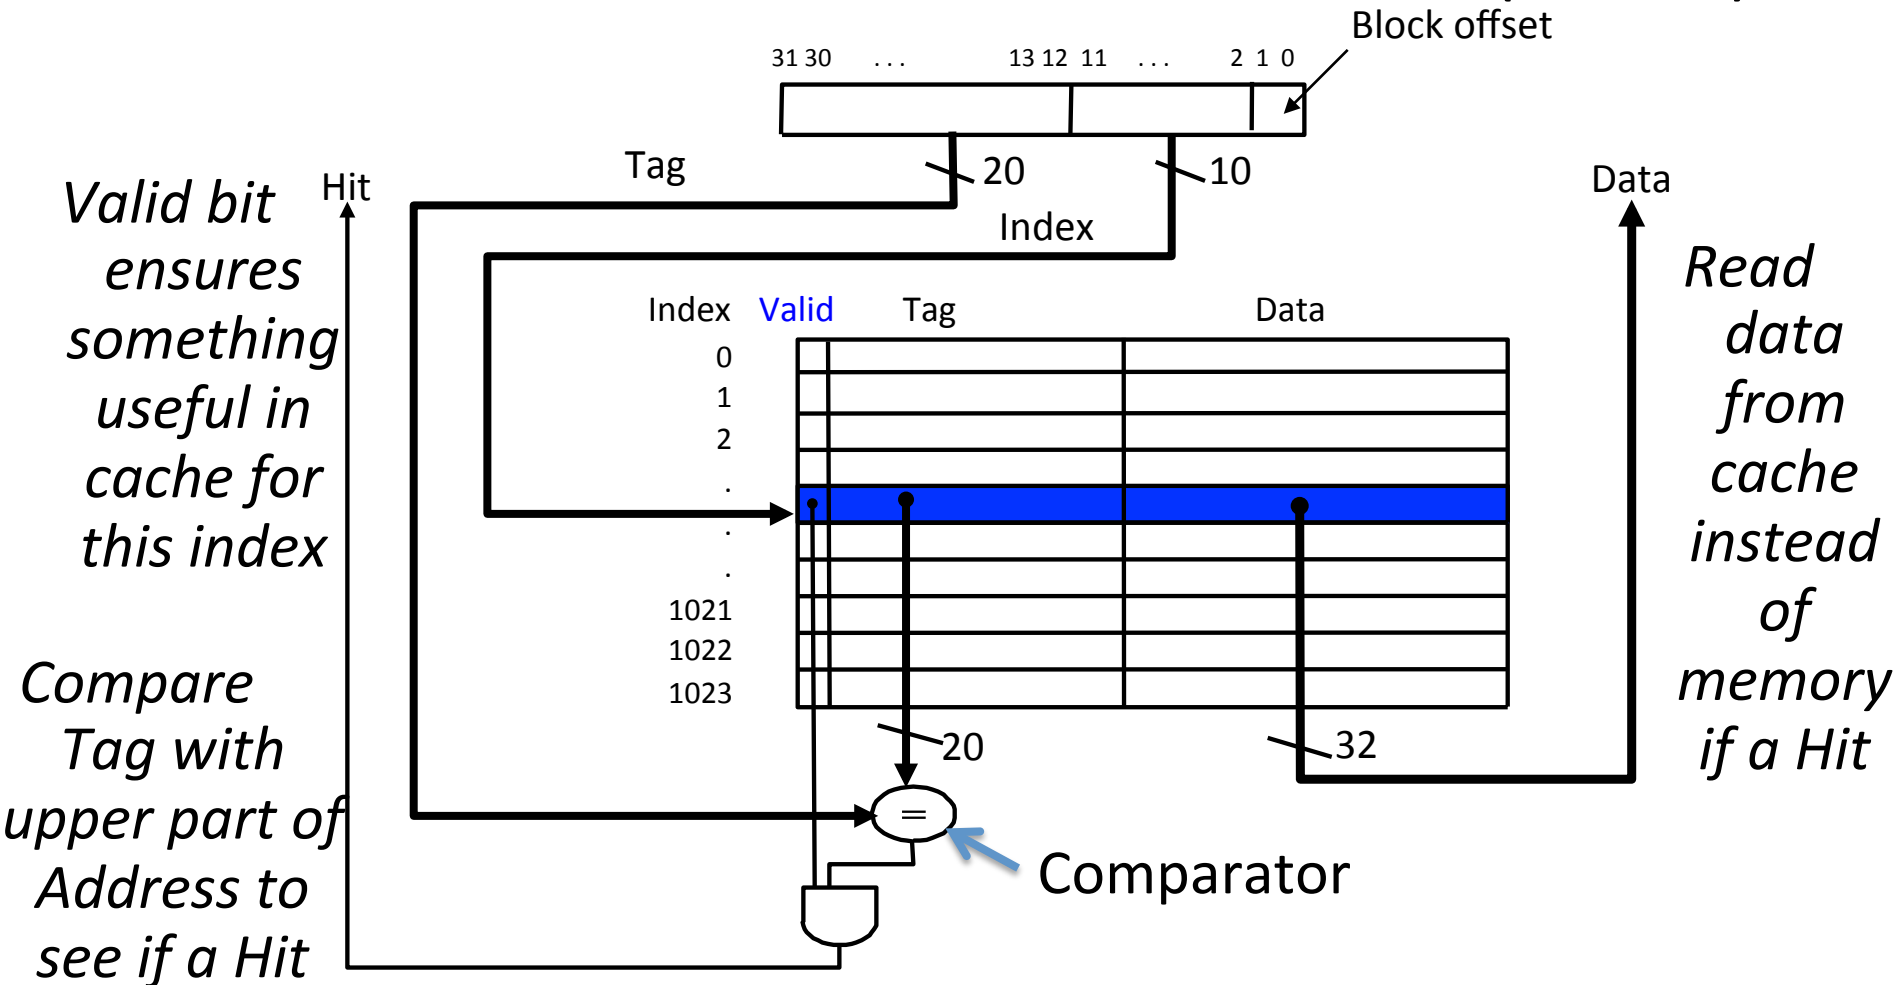 Block offset
31 30 . . . 13 12 11 . . . 2 1 0
Tag
20
10
Hit
Data
Index
Valid bit
ensures
something
useful in
cache for
this index
Read
data
from
cache
instead
of
memory
if a Hit
Index Valid Tag Data
0
1
2
.
.
.
1021
1022
1023
20
32
Compare
Tag with
upper part of
Address to
see if a Hit
=
Comparator